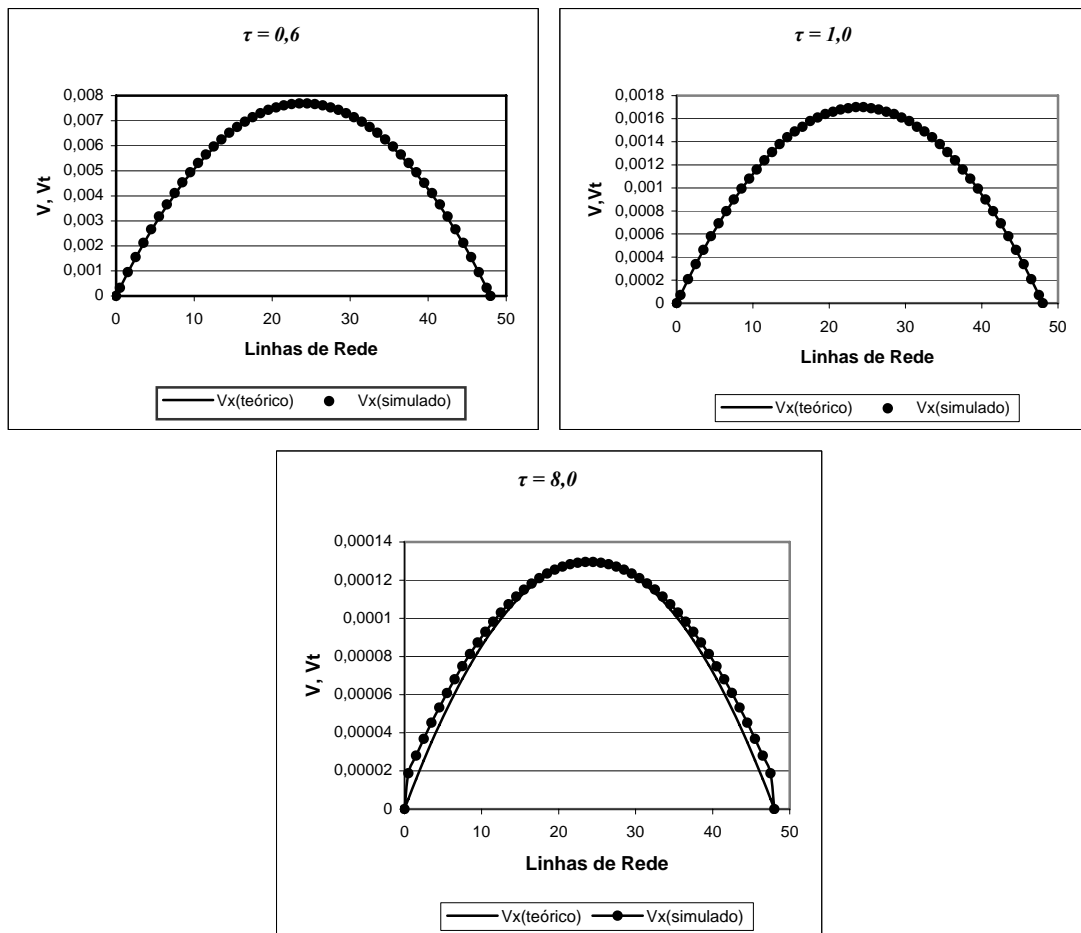 τ = 0,6
0,008
0,007
0,006
0,005
0,004
0,003
0,002
0,001
0
V, Vt
0 10 20 30 40 50
Linhas de Rede
Vx(teórico) Vx(simulado)
τ = 1,0
0,0018
0,0016
0,0014
0,0012
0,001
0,0008
0,0006
0,0004
0,0002
0
V,Vt
0 10 20 30 40 50
Linhas de Rede
Vx(teórico) Vx(simulado)
τ = 8,0
0,00014
0,00012
0,0001
0,00008
0,00006
0,00004
0,00002
0
V, Vt
0 10 20 30 40 50
Linhas de Rede
Vx(teórico) Vx(simulado)